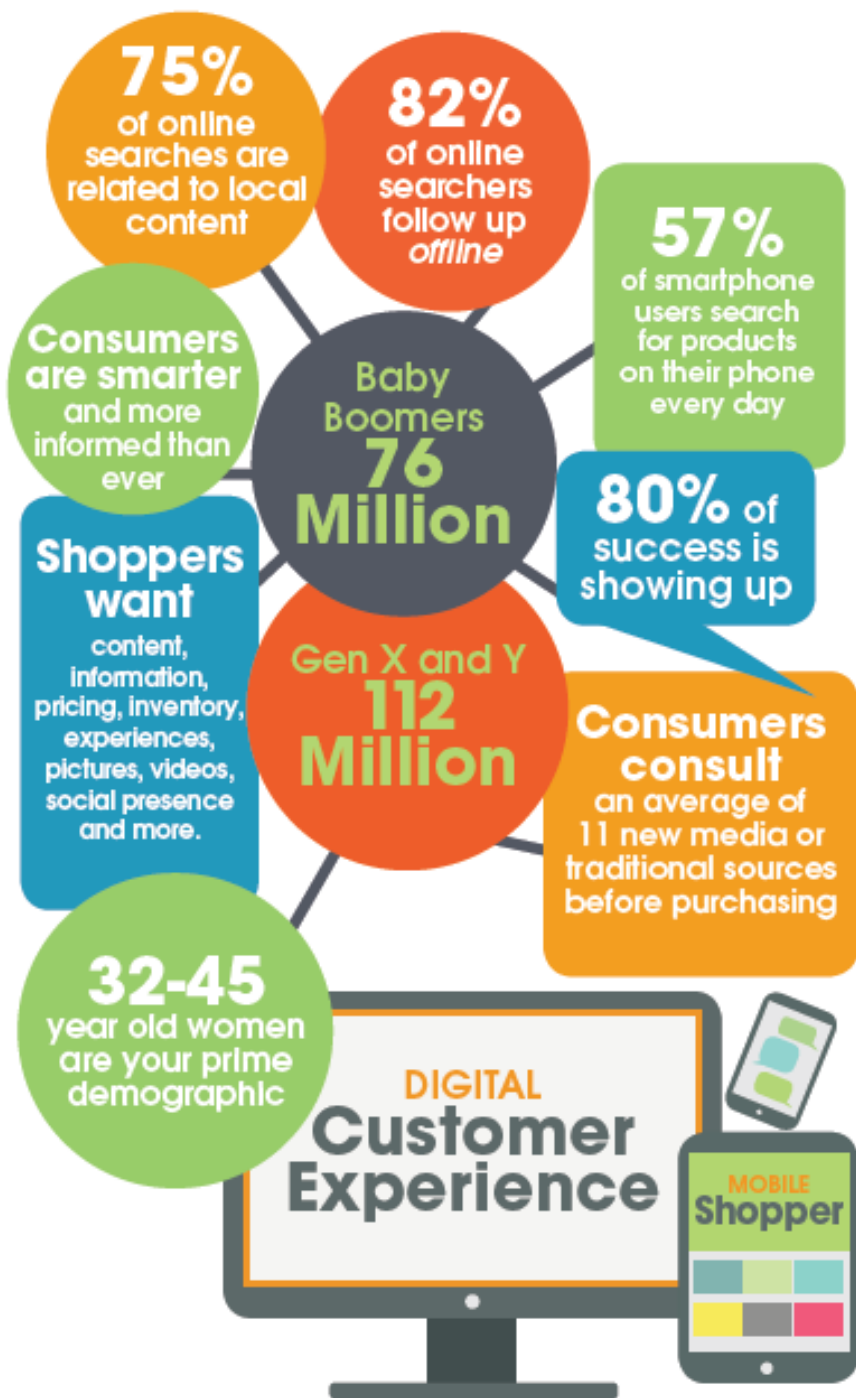 75%
of online
searches are
related to local
content
82%
of online
searchers
follow up
offline
57%
of smartphone
users search
for products
on their phone
every day
Consumers
are smarter
and more
informed than
ever
Baby
Boomers
76
Million
80% of
success is
showing up
Shoppers
want
content,
information,
pricing, inventory,
experiences,
pictures, videos,
social presence
and more.
Gen X and Y
112
Million
Consumers
consult
an average of
11 new media or
traditional sources
before purchasing
32-45
year old women
are your prime
demographic
DIGITAL
Customer
Experience
MOBILE
Shopper